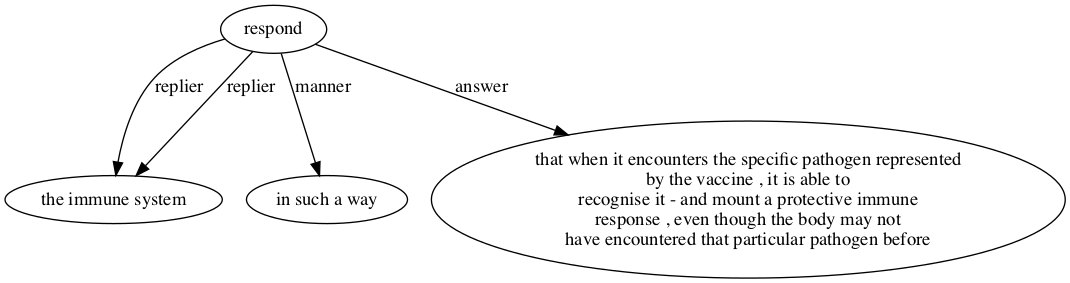 respond
replier
replier
manner
answer
the immune system
in such a way
that when it encounters the specific pathogen represented
by the vaccine , it is able to
recognise it - and mount a protective immune
response , even though the body may not
have encountered that particular pathogen before